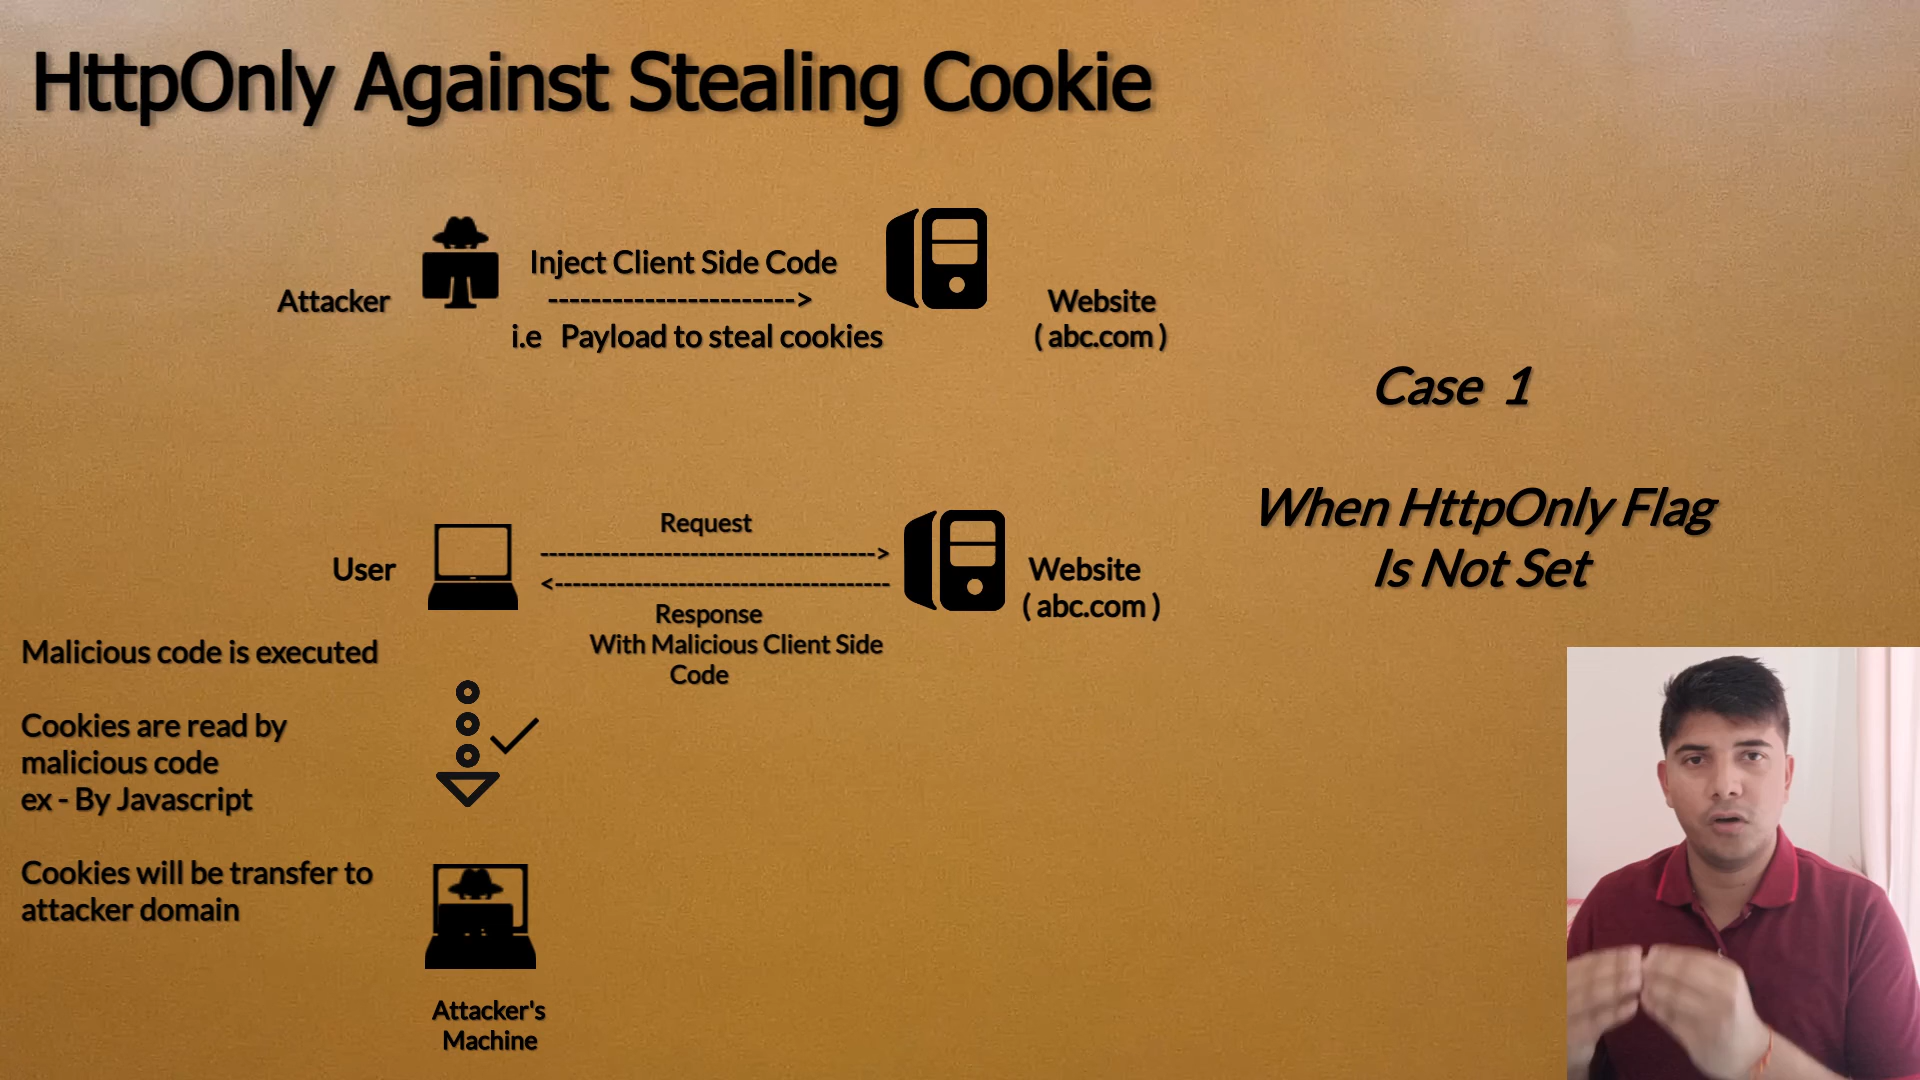 HttpOnly Against Stealing Cookie
Inject Client Side Code
----------------------->
Attacker
i.e Payload to steal cookies
Website
( abc.com )
Case 1
When HttpOnly Flag
Is Not Set
Request
------------------------------------->
<-------------------------------------
User
Website
( abc.com )
Response
With Malicious Client Side
Code
Malicious code is executed
Cookies are read by
malicious code
ex - By Javascript
Cookies will be transfer to
attacker domain
Attacker's
Machine